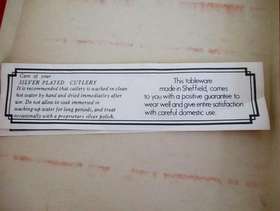 Care of your
SILVER PLATED CUTLERY
It is recommended that cutlery is washed in clean
hot water by hand and dried immediately after
use. Do not allow to soak immersed in
washing-up water for long periods, and treat
occasionally with a proprietary silver polish.
This tableware
made in Sheffield, comes
to you with a positive guarantee to
wear well and give entire satisfaction
with careful domestic use.